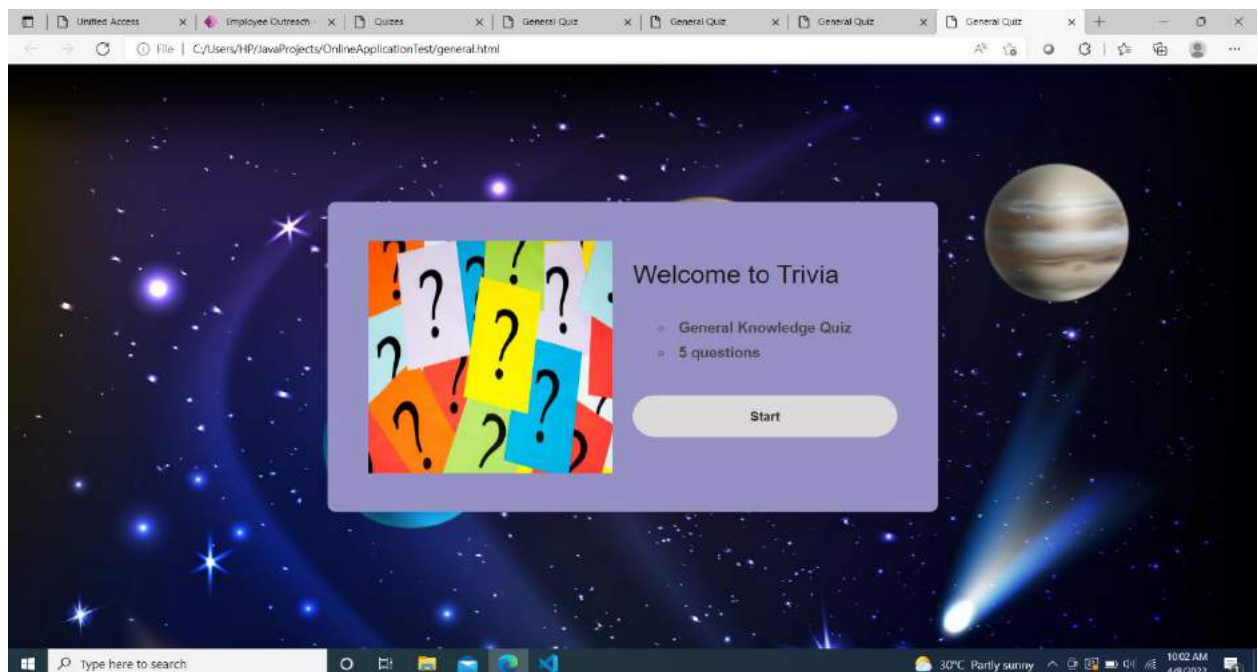 Unified Access
Employee Outreach
Quizes
General Quiz
General Quiz
General Quiz
General Quiz
File | C:/Users/HP/JavaProjects/OnlineApplicationTest/general.html
Welcome to Trivia
General Knowledge Quiz
5 questions
Start
Type here to search
30°C Partly sunny
10:02 AM